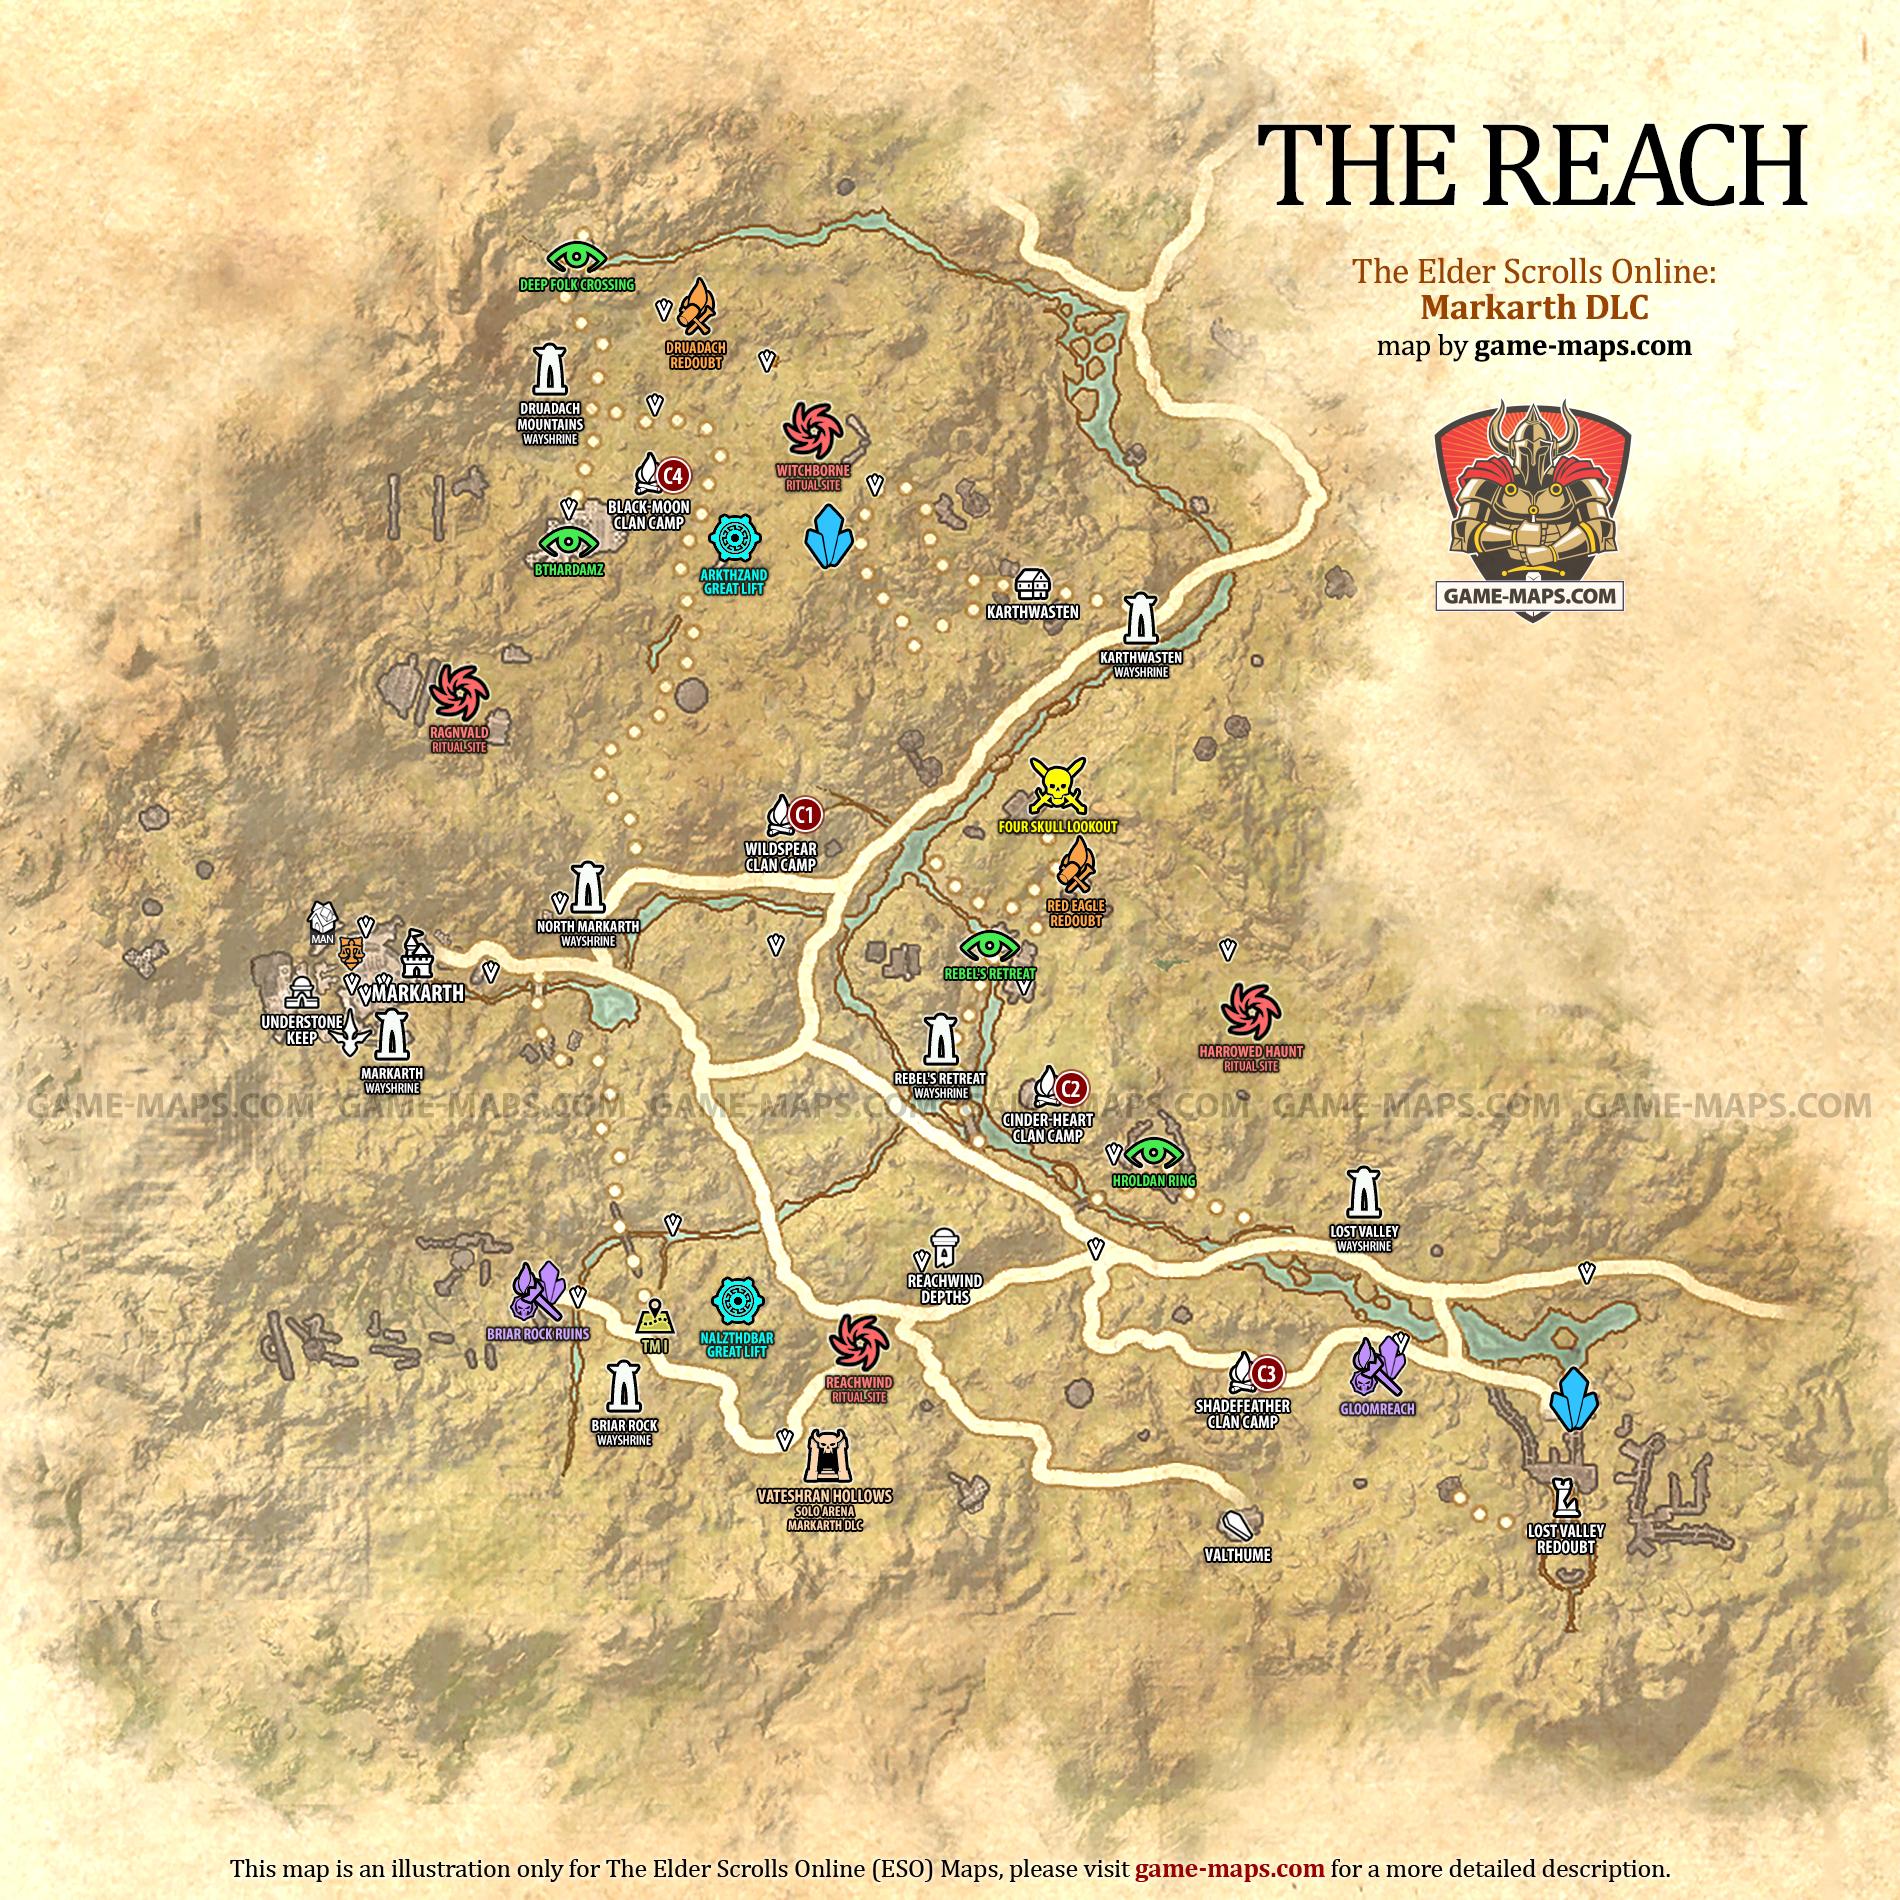 THE REACH
The Elder Scrolls Online:
Markarth DLC
map by game-maps.com
GAME-MAPS.COM
DEEP FOLK CROSSING
DRUADACH
REDOUBT
DRUADACH
MOUNTAINS
WAYSHRINE
WITCHBORNE
RITUAL SITE
C4
BLACK-MOON
CLAN CAMP
BTHARDAMZ
ARKTHZAND
GREAT LIFT
KARTHWASTEN
KARTHWASTEN
WAYSHRINE
RAGNVALD
RITUAL SITE
C1
WILDSPEAR
CLAN CAMP
FOUR SKULL LOOKOUT
RED EAGLE
REDOUBT
NORTH MARKARTH
WAYSHRINE
MAN
MARKARTH
UNDERSTONE
KEEP
MARKARTH
WAYSHRINE
REBEL'S RETREAT
REBEL'S RETREAT
WAYSHRINE
HARROWED HAUNT
RITUAL SITE
C2
CINDER-HEART
CLAN CAMP
GAME-MAPS.COM GAME-MAPS.COM GAME-MAPS.COM GAME-MAPS.COM GAME-MAPS.COM GAME-MAPS.COM
HROLDAN RING
LOST VALLEY
WAYSHRINE
REACHWIND
DEPTHS
BRIAR ROCK RUINS
TM I
NALZTHDBAR
GREAT LIFT
REACHWIND
RITUAL SITE
BRIAR ROCK
WAYSHRINE
C3
SHADEFEATHER
CLAN CAMP
GLOOMREACH
VATESHRAN HOLLOWS
SOLO ARENA
MARKARTH DLC
VALTHUME
LOST VALLEY
REDOUBT
This map is an illustration only for The Elder Scrolls Online (ESO) Maps, please visit game-maps.com for a more detailed description.